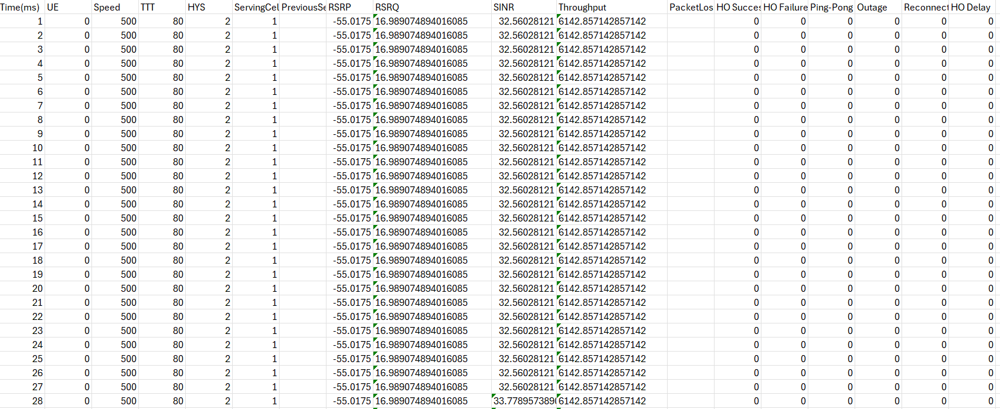 Time(ms) UE Speed TTT HYS ServingCel PreviousSe RSRP RSRQ SINR Throughput PacketLos HO Succes HO Failure Ping-Pong Outage Reconnect HO Delay
1 0 500 80 2 1 -55.0175 16.989074894016085 32.56028121 6142.857142857142 0 0 0 0 0 0
2 0 500 80 2 1 -55.0175 16.989074894016085 32.56028121 6142.857142857142 0 0 0 0 0 0
3 0 500 80 2 1 -55.0175 16.989074894016085 32.56028121 6142.857142857142 0 0 0 0 0 0
4 0 500 80 2 1 -55.0175 16.989074894016085 32.56028121 6142.857142857142 0 0 0 0 0 0
5 0 500 80 2 1 -55.0175 16.989074894016085 32.56028121 6142.857142857142 0 0 0 0 0 0
6 0 500 80 2 1 -55.0175 16.989074894016085 32.56028121 6142.857142857142 0 0 0 0 0 0
7 0 500 80 2 1 -55.0175 16.989074894016085 32.56028121 6142.857142857142 0 0 0 0 0 0
8 0 500 80 2 1 -55.0175 16.989074894016085 32.56028121 6142.857142857142 0 0 0 0 0 0
9 0 500 80 2 1 -55.0175 16.989074894016085 32.56028121 6142.857142857142 0 0 0 0 0 0
10 0 500 80 2 1 -55.0175 16.989074894016085 32.56028121 6142.857142857142 0 0 0 0 0 0
11 0 500 80 2 1 -55.0175 16.989074894016085 32.56028121 6142.857142857142 0 0 0 0 0 0
12 0 500 80 2 1 -55.0175 16.989074894016085 32.56028121 6142.857142857142 0 0 0 0 0 0
13 0 500 80 2 1 -55.0175 16.989074894016085 32.56028121 6142.857142857142 0 0 0 0 0 0
14 0 500 80 2 1 -55.0175 16.989074894016085 32.56028121 6142.857142857142 0 0 0 0 0 0
15 0 500 80 2 1 -55.0175 16.989074894016085 32.56028121 6142.857142857142 0 0 0 0 0 0
16 0 500 80 2 1 -55.0175 16.989074894016085 32.56028121 6142.857142857142 0 0 0 0 0 0
17 0 500 80 2 1 -55.0175 16.989074894016085 32.56028121 6142.857142857142 0 0 0 0 0 0
18 0 500 80 2 1 -55.0175 16.989074894016085 32.56028121 6142.857142857142 0 0 0 0 0 0
19 0 500 80 2 1 -55.0175 16.989074894016085 32.56028121 6142.857142857142 0 0 0 0 0 0
20 0 500 80 2 1 -55.0175 16.989074894016085 32.56028121 6142.857142857142 0 0 0 0 0 0
21 0 500 80 2 1 -55.0175 16.989074894016085 32.56028121 6142.857142857142 0 0 0 0 0 0
22 0 500 80 2 1 -55.0175 16.989074894016085 32.56028121 6142.857142857142 0 0 0 0 0 0
23 0 500 80 2 1 -55.0175 16.989074894016085 32.56028121 6142.857142857142 0 0 0 0 0 0
24 0 500 80 2 1 -55.0175 16.989074894016085 32.56028121 6142.857142857142 0 0 0 0 0 0
25 0 500 80 2 1 -55.0175 16.989074894016085 32.56028121 6142.857142857142 0 0 0 0 0 0
26 0 500 80 2 1 -55.0175 16.989074894016085 32.56028121 6142.857142857142 0 0 0 0 0 0
27 0 500 80 2 1 -55.0175 16.989074894016085 32.56028121 6142.857142857142 0 0 0 0 0 0
28 0 500 80 2 1 -55.0175 16.989074894016085 33.778957389 6142.857142857142 0 0 0 0 0 0